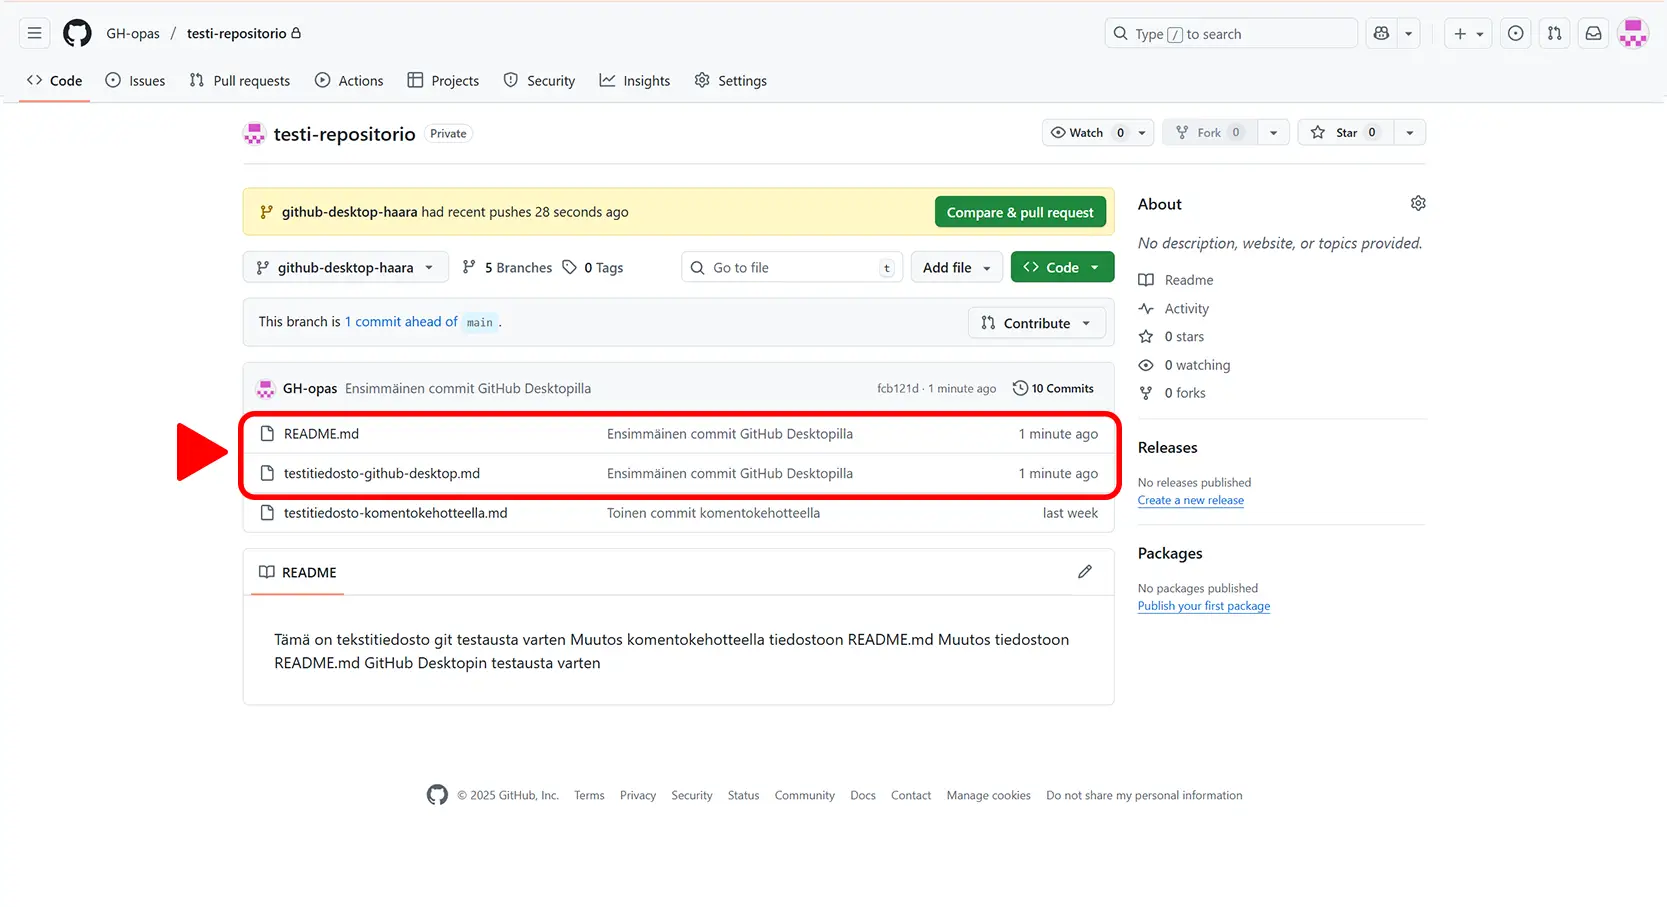 GH-opas / testi-repositorio
Type / to search
Code Issues Pull requests Actions Projects Security Insights Settings
testi-repositorio Private
Watch 0 Fork 0 Star 0
github-desktop-haara had recent pushes 28 seconds ago Compare & pull request
github-desktop-haara 5 Branches 0 Tags Go to file t Add file Code
This branch is 1 commit ahead of main . Contribute
GH-opas Ensimmäinen commit GitHub Desktopilla fcb121d · 1 minute ago 10 Commits
README.md Ensimmäinen commit GitHub Desktopilla 1 minute ago
testitiedosto-github-desktop.md Ensimmäinen commit GitHub Desktopilla 1 minute ago
testitiedosto-komentokehotteella.md Toinen commit komentokehotteella last week
README
Tämä on tekstitiedosto git testausta varten Muutos komentokehotteella tiedostoon README.md Muutos tiedostoon
README.md GitHub Desktopin testausta varten
About
No description, website, or topics provided.
Readme
Activity
0 stars
0 watching
0 forks
Releases
No releases published
Create a new release
Packages
No packages published
Publish your first package
© 2025 GitHub, Inc. Terms Privacy Security Status Community Docs Contact Manage cookies Do not share my personal information